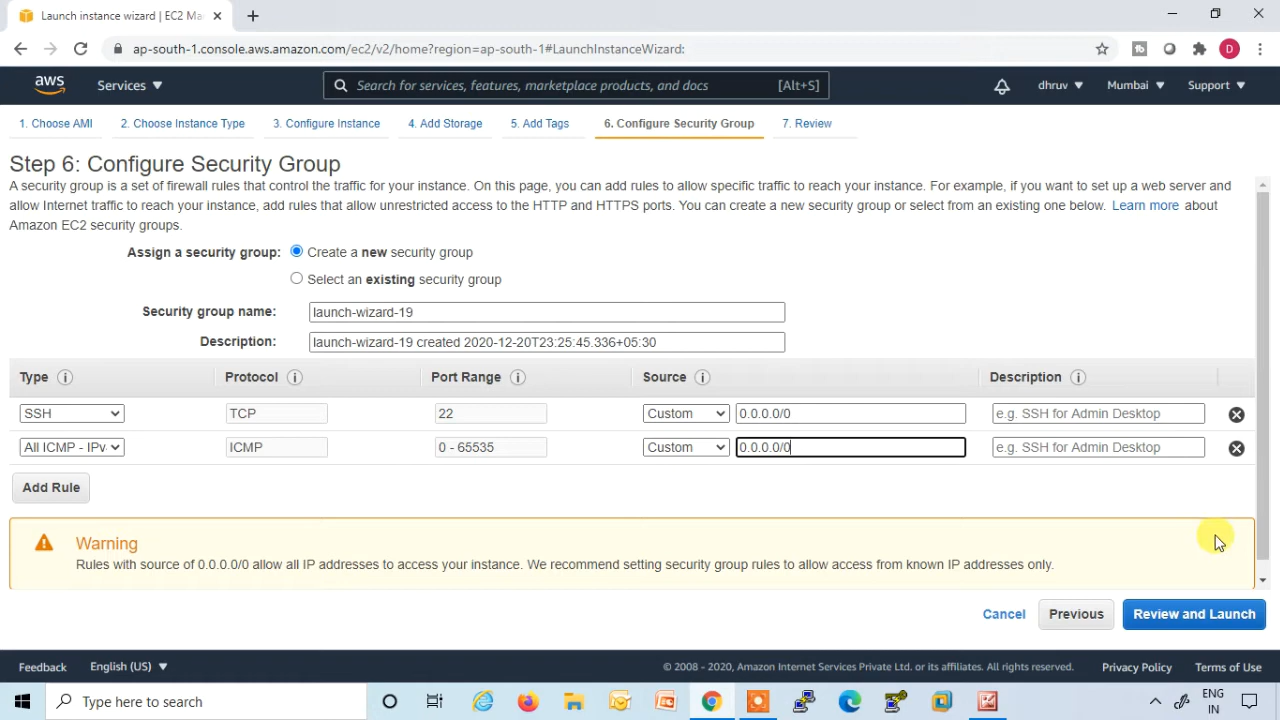 Launch instance wizard | EC2 Ma
ap-south-1.console.aws.amazon.com/ec2/v2/home?region=ap-south-1#LaunchInstanceWizard:
D
aws
Services
Search for services, features, marketplace products, and docs
[Alt+S]
dhruv
Mumbai
Support
1. Choose AMI
2. Choose Instance Type
3. Configure Instance
4. Add Storage
5. Add Tags
6. Configure Security Group
7. Review
Step 6: Configure Security Group
A security group is a set of firewall rules that control the traffic for your instance. On this page, you can add rules to allow specific traffic to reach your instance. For example, if you want to set up a web server and
allow Internet traffic to reach your instance, add rules that allow unrestricted access to the HTTP and HTTPS ports. You can create a new security group or select from an existing one below. Learn more about
Amazon EC2 security groups.
Assign a security group:
Create a new security group
Select an existing security group
Security group name:
launch-wizard-19
Description:
launch-wizard-19 created 2020-12-20T23:25:45.336+05:30
Type
Protocol
Port Range
Source
Description
SSH
TCP
22
Custom
0.0.0.0/0
e.g. SSH for Admin Desktop
All ICMP - IPv
ICMP
0 - 65535
Custom
0.0.0.0/0
e.g. SSH for Admin Desktop
Add Rule
Warning
Rules with source of 0.0.0.0/0 allow all IP addresses to access your instance. We recommend setting security group rules to allow access from known IP addresses only.
Cancel
Previous
Review and Launch
Feedback
English (US)
© 2008 - 2020, Amazon Internet Services Private Ltd. or its affiliates. All rights reserved.
Privacy Policy
Terms of Use
Type here to search
ENG
IN